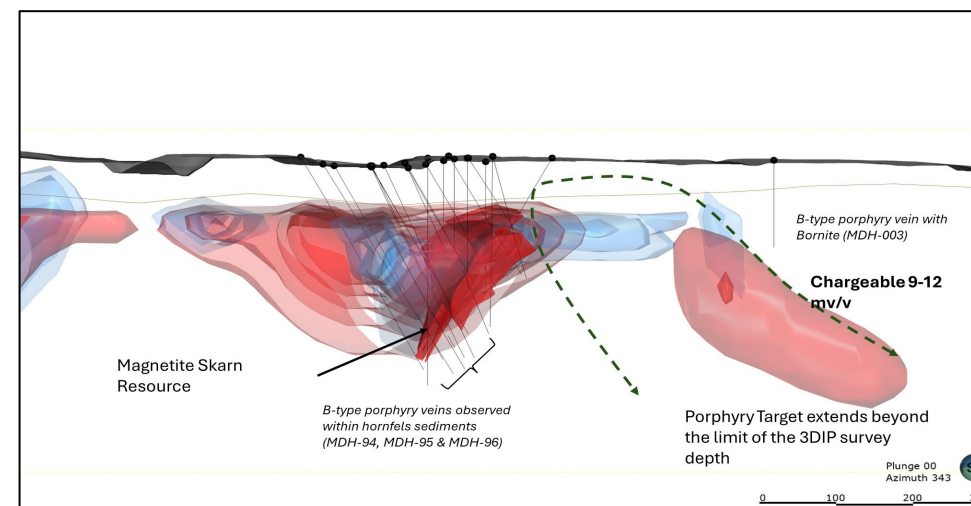 B-type porphyry vein with
Bornite (MDH-003)
Chargeable 9-12
mv/v
Magnetite Skarn
Resource
B-type porphyry veins observed
within hornfels sediments
(MDH-94, MDH-95 & MDH-96)
Porphyry Target extends beyond
the limit of the 3DIP survey
depth
Plunge 00
Azimuth 343
0 100 200